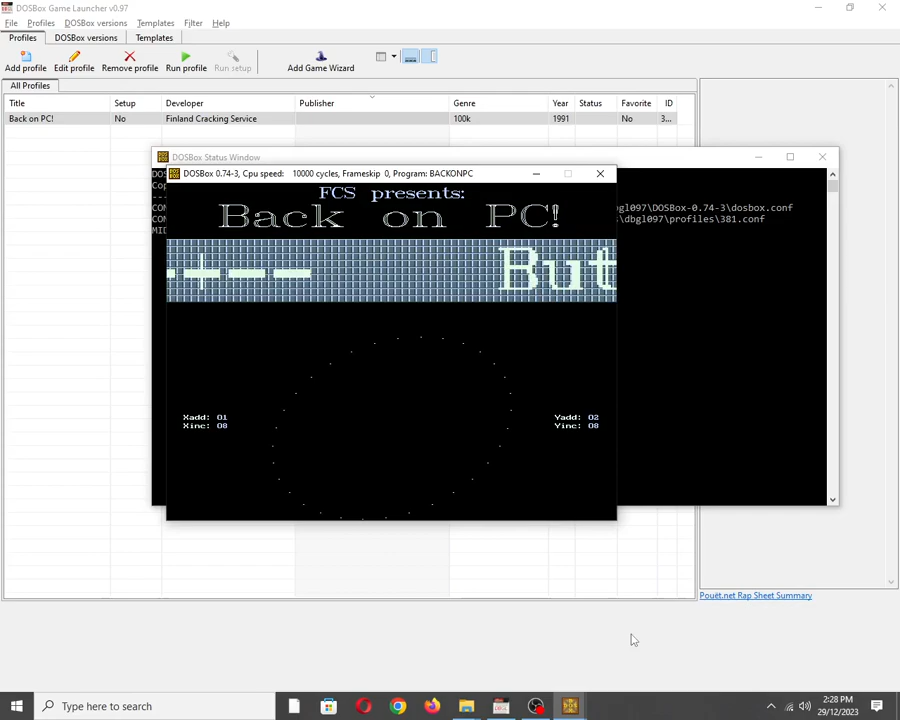 DOSBox Game Launcher v0.97
File Profiles DOSBox versions Templates Filter Help
Profiles DOSBox versions Templates
Add profile Edit profile Remove profile Run profile Run setup Add Game Wizard
All Profiles
Title Setup Developer Publisher Genre Year Status Favorite ID
Back on PC! No Finland Cracking Service 100k 1991 No 3...
DOSBox Status Window
DOSBox 0.74-3, Cpu speed: 10000 cycles, Frameskip 0, Program: BACKONPC
FCS presents:
Back on PC!
-+-- But
bgl097\DOSBox-0.74-3\dosbox.conf
\dbgl097\profiles\381.conf
Xadd: 01 Yadd: 02
Xinc: 08 Yinc: 08
Pouët.net Rap Sheet Summary
Type here to search
2:28 PM
29/12/2023